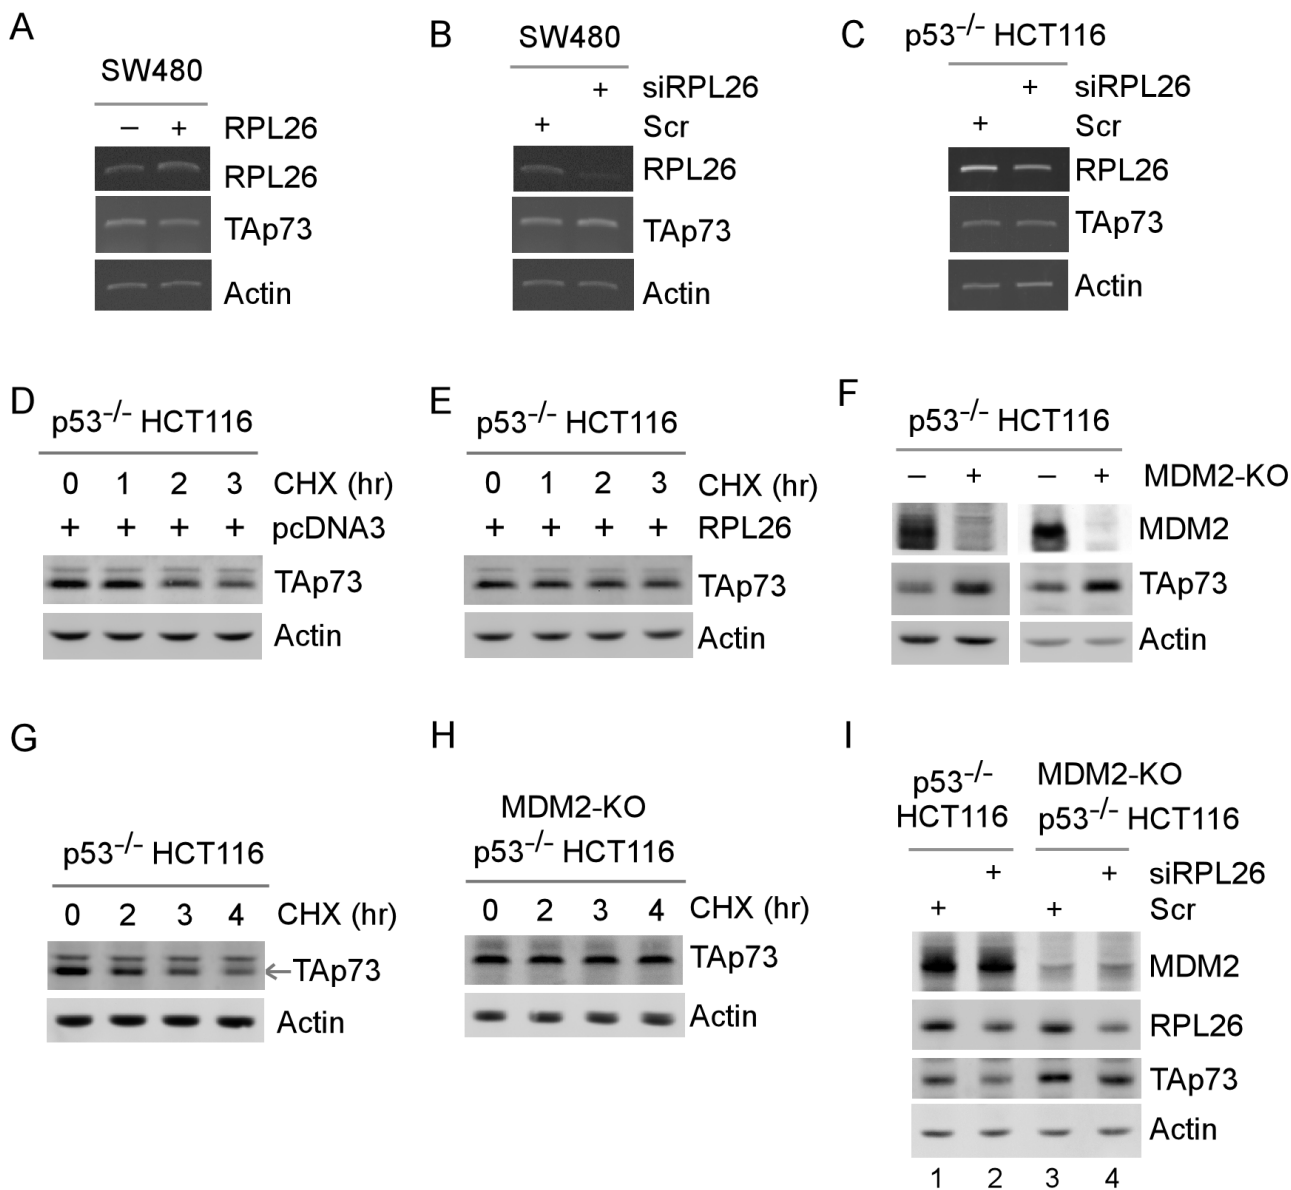 A
SW480
– + RPL26
RPL26
TAp73
Actin
B
SW480
+ siRPL26
+ Scr
RPL26
TAp73
Actin
C
p53-/- HCT116
+ siRPL26
+ Scr
RPL26
TAp73
Actin
D
p53-/- HCT116
0 1 2 3 CHX (hr)
+ + + + pcDNA3
TAp73
Actin
E
p53-/- HCT116
0 1 2 3 CHX (hr)
+ + + + RPL26
TAp73
Actin
F
p53-/- HCT116
– + – + MDM2-KO
MDM2
TAp73
Actin
G
p53-/- HCT116
0 2 3 4 CHX (hr)
←TAp73
Actin
H
MDM2-KO
p53-/- HCT116
0 2 3 4 CHX (hr)
TAp73
Actin
I
p53-/-
HCT116
MDM2-KO
p53-/- HCT116
+ + siRPL26
+ + Scr
MDM2
RPL26
TAp73
Actin
1 2 3 4